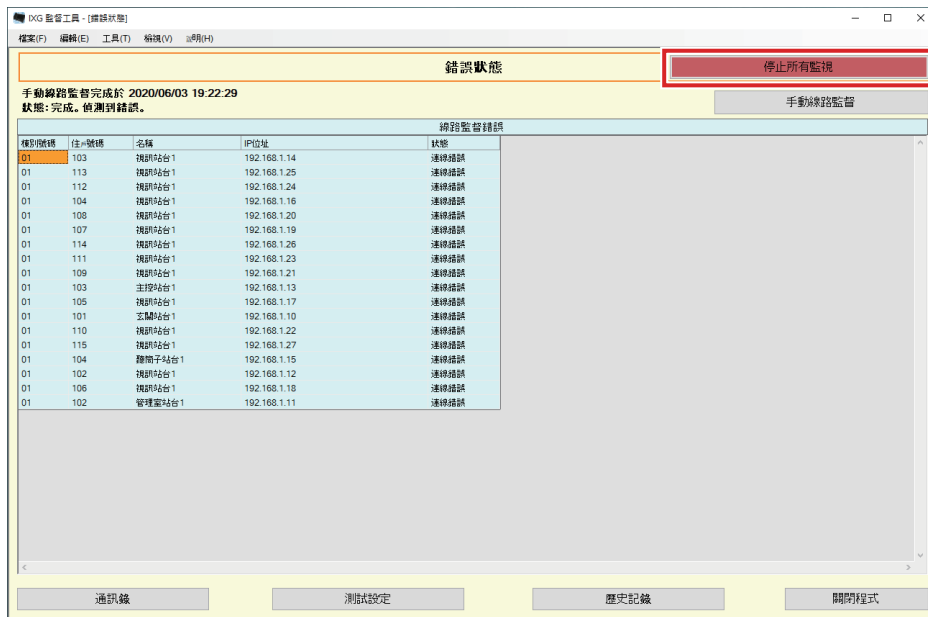 IXG 監督工具 - [錯誤狀態]
檔案(F) 編輯(E) 工具(T) 檢視(V) 說明(H)
錯誤狀態
停止所有監視
手動線路監督完成於 2020/06/03 19:22:29
狀態: 完成。偵測到錯誤。
手動線路監督
線路監督錯誤
棟別號碼 住戶號碼 名稱 IP位址 狀態
01 103 視訊站台1 192.168.1.14 連線錯誤
01 113 視訊站台1 192.168.1.25 連線錯誤
01 112 視訊站台1 192.168.1.24 連線錯誤
01 104 視訊站台1 192.168.1.16 連線錯誤
01 108 視訊站台1 192.168.1.20 連線錯誤
01 107 視訊站台1 192.168.1.19 連線錯誤
01 114 視訊站台1 192.168.1.26 連線錯誤
01 111 視訊站台1 192.168.1.23 連線錯誤
01 109 視訊站台1 192.168.1.21 連線錯誤
01 103 主控站台1 192.168.1.13 連線錯誤
01 105 視訊站台1 192.168.1.17 連線錯誤
01 101 玄關站台1 192.168.1.10 連線錯誤
01 110 視訊站台1 192.168.1.22 連線錯誤
01 115 視訊站台1 192.168.1.27 連線錯誤
01 104 聽筒子站台1 192.168.1.15 連線錯誤
01 102 視訊站台1 192.168.1.12 連線錯誤
01 106 視訊站台1 192.168.1.18 連線錯誤
01 102 管理室站台1 192.168.1.11 連線錯誤
通訊錄 測試設定 歷史記錄 關閉程式